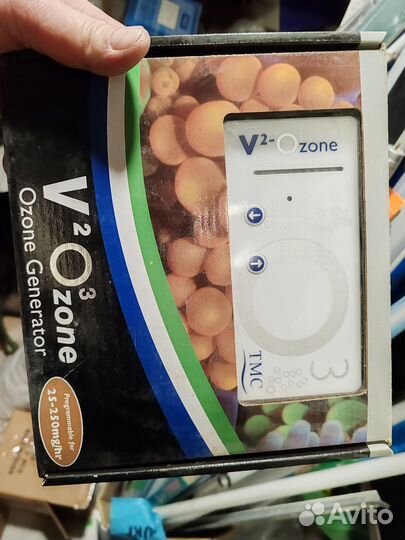 V²O³zone
Ozone Generator
Programmable for
25-250mg/hr
V²-O³zone
TMC
3
Avito